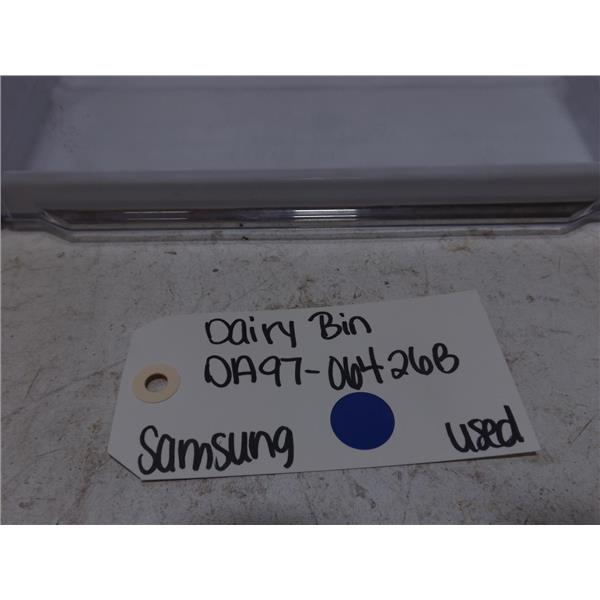 Dairy Bin
DA97-06426B
Samsung
used